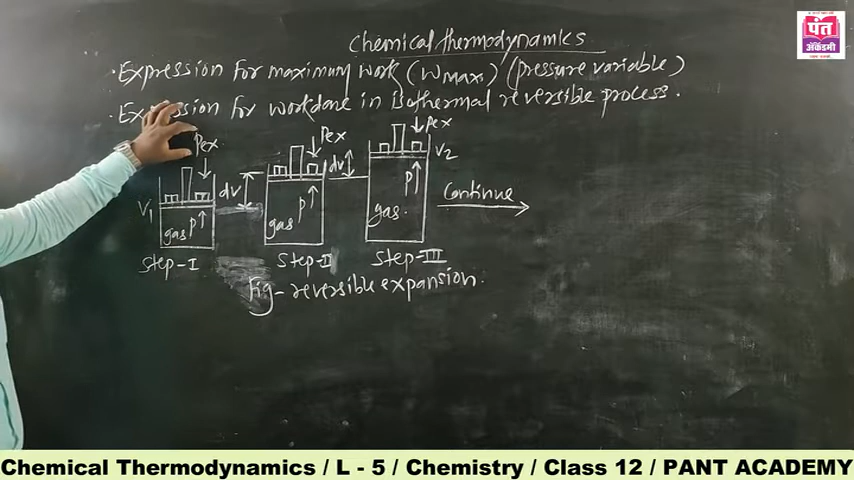 Chemical thermodynamics
· Expression for maximum work (Wmax.) (pressure variable)
· Expression for workdone in isothermal reversible process.
Pex
Pex
Pex
V1
dv
dv
V2
P
P
P
gas
gas
gas.
Continue
Step-I
Step-II
Step-III
Fig- reversible expansion.
पंत
अकॅडमी
Chemical Thermodynamics / L - 5 / Chemistry / Class 12 / PANT ACADEMY